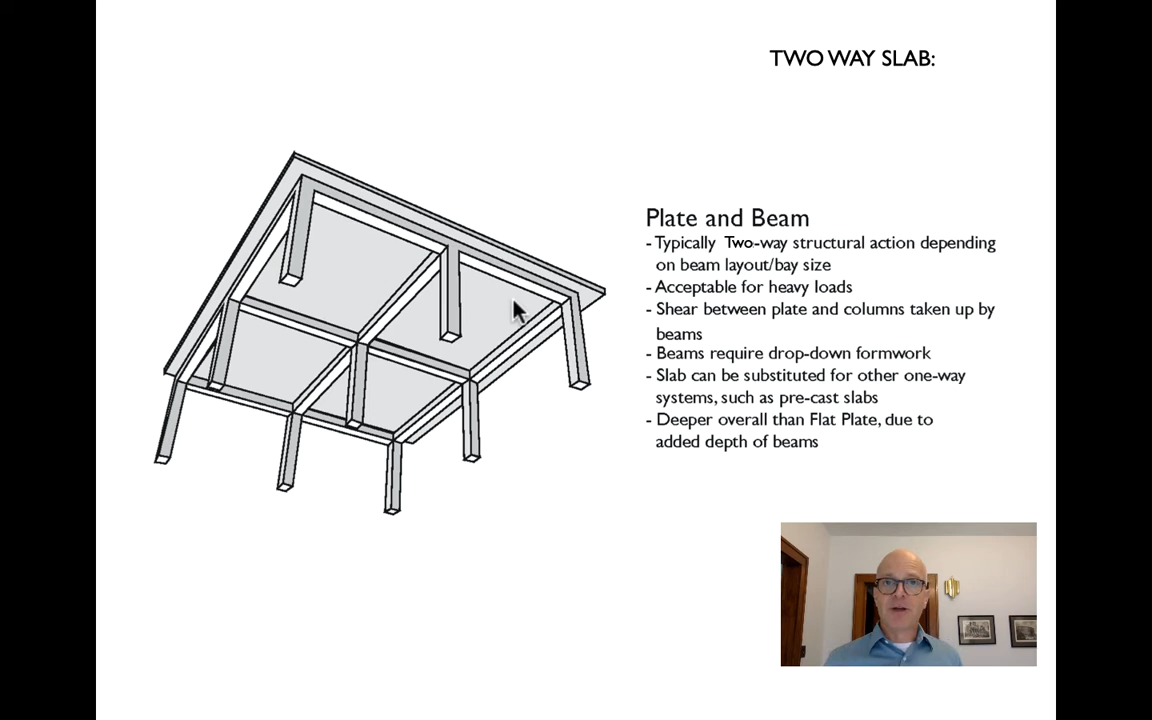 TWO WAY SLAB:
Plate and Beam
- Typically Two-way structural action depending
on beam layout/bay size
- Acceptable for heavy loads
- Shear between plate and columns taken up by
beams
- Beams require drop-down formwork
- Slab can be substituted for other one-way
systems, such as pre-cast slabs
- Deeper overall than Flat Plate, due to
added depth of beams